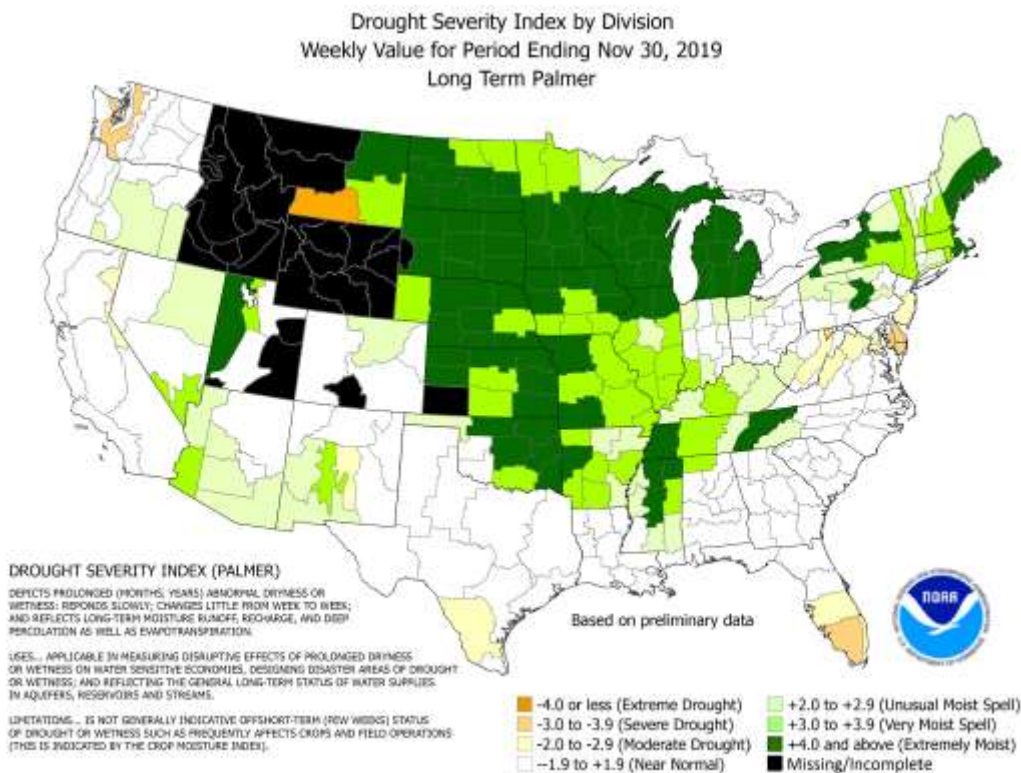 Drought Severity Index by Division
Weekly Value for Period Ending Nov 30, 2019
Long Term Palmer
DROUGHT SEVERITY INDEX (PALMER)
DEPICTS PROLONGED (MONTHS, YEARS) ABNORMAL DRYNESS OR
WETNESS; REPONDS SLOWLY; CHANGES LITTLE FROM WEEK TO WEEK;
AND REFLECTS LONG-TERM MOISTURE RUNOFF, RECHARGE, AND DEEP
PERCOLATION AS WELL AS EVAPOTRANSPIRATION.
USES... APPLICABLE IN MEASURING DISRUPTIVE EFFECTS OF PROLONGED DRYNESS
OR WETNESS ON WATER SENSITIVE ECONOMIES, DESIGNING DISASTER AREAS OF DROUGHT
OR WETNESS; AND REFLECTING THE GENERAL LONG-TERM STATUS OF WATER SUPPLIES
IN AQUIFERS, RESERVOIRS AND STREAMS.
LIMITATIONS... IS NOT GENERALLY INDICATIVE OFFSHORT-TERM (FEW WEEKS) STATUS
OF DROUGHT OR WETNESS SUCH AS FREQUENTLY AFFECTS CROPS AND FIELD OPERATIONS
(THIS IS INDICATED BY THE CROP MOISTURE INDEX).
Based on preliminary data
NOAA
-4.0 or less (Extreme Drought)
-3.0 to -3.9 (Severe Drought)
-2.0 to -2.9 (Moderate Drought)
--1.9 to +1.9 (Near Normal)
+2.0 to +2.9 (Unusual Moist Spell)
+3.0 to +3.9 (Very Moist Spell)
+4.0 and above (Extremely Moist)
Missing/Incomplete